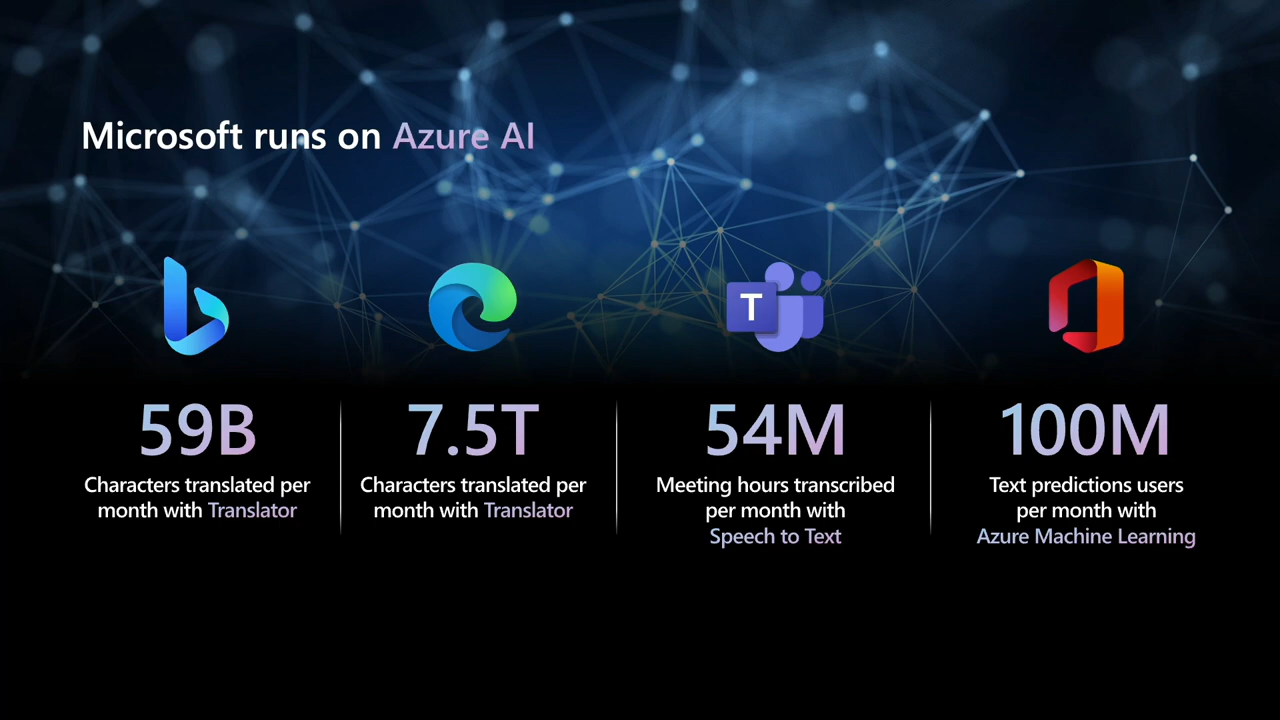 Microsoft runs on Azure AI
59B
Characters translated per
month with Translator
7.5T
Characters translated per
month with Translator
T
54M
Meeting hours transcribed
per month with
Speech to Text
100M
Text predictions users
per month with
Azure Machine Learning